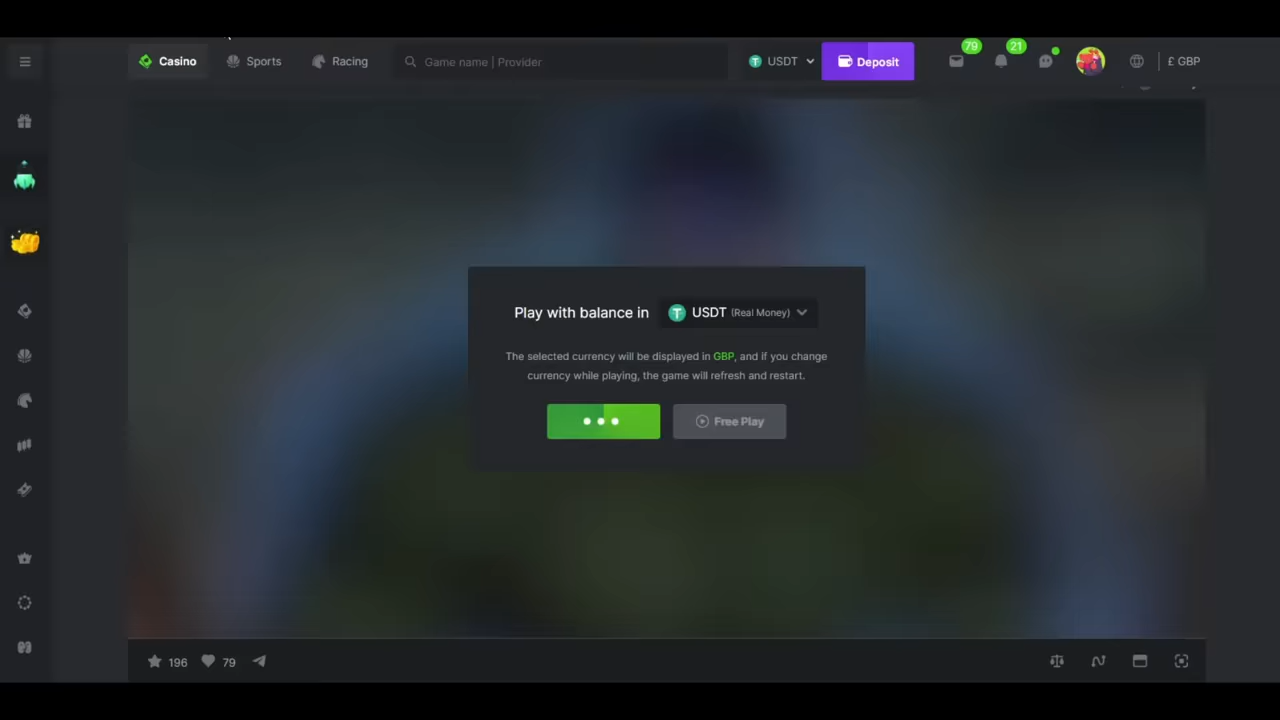 Casino Sports Racing Game name | Provider USDT Deposit 79 21 £ GBP
Play with balance in USDT (Real Money)
The selected currency will be displayed in GBP, and if you change
currency while playing, the game will refresh and restart.
Free Play
196 79